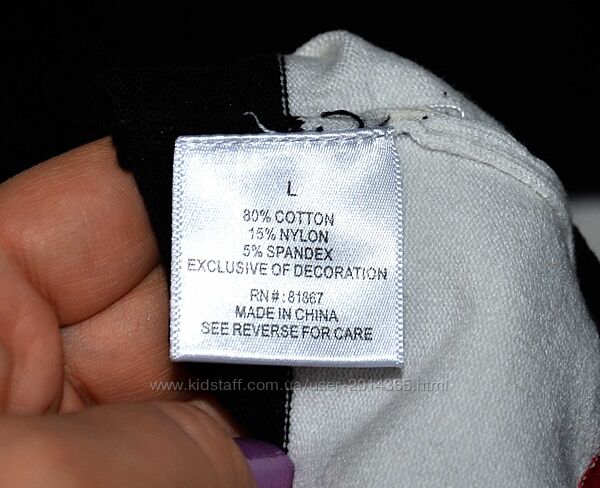 L
80% COTTON
15% NYLON
5% SPANDEX
EXCLUSIVE OF DECORATION
RN#:81867
MADE IN CHINA
SEE REVERSE FOR CARE
www.kidstaff.com.ua/user-2014365.html